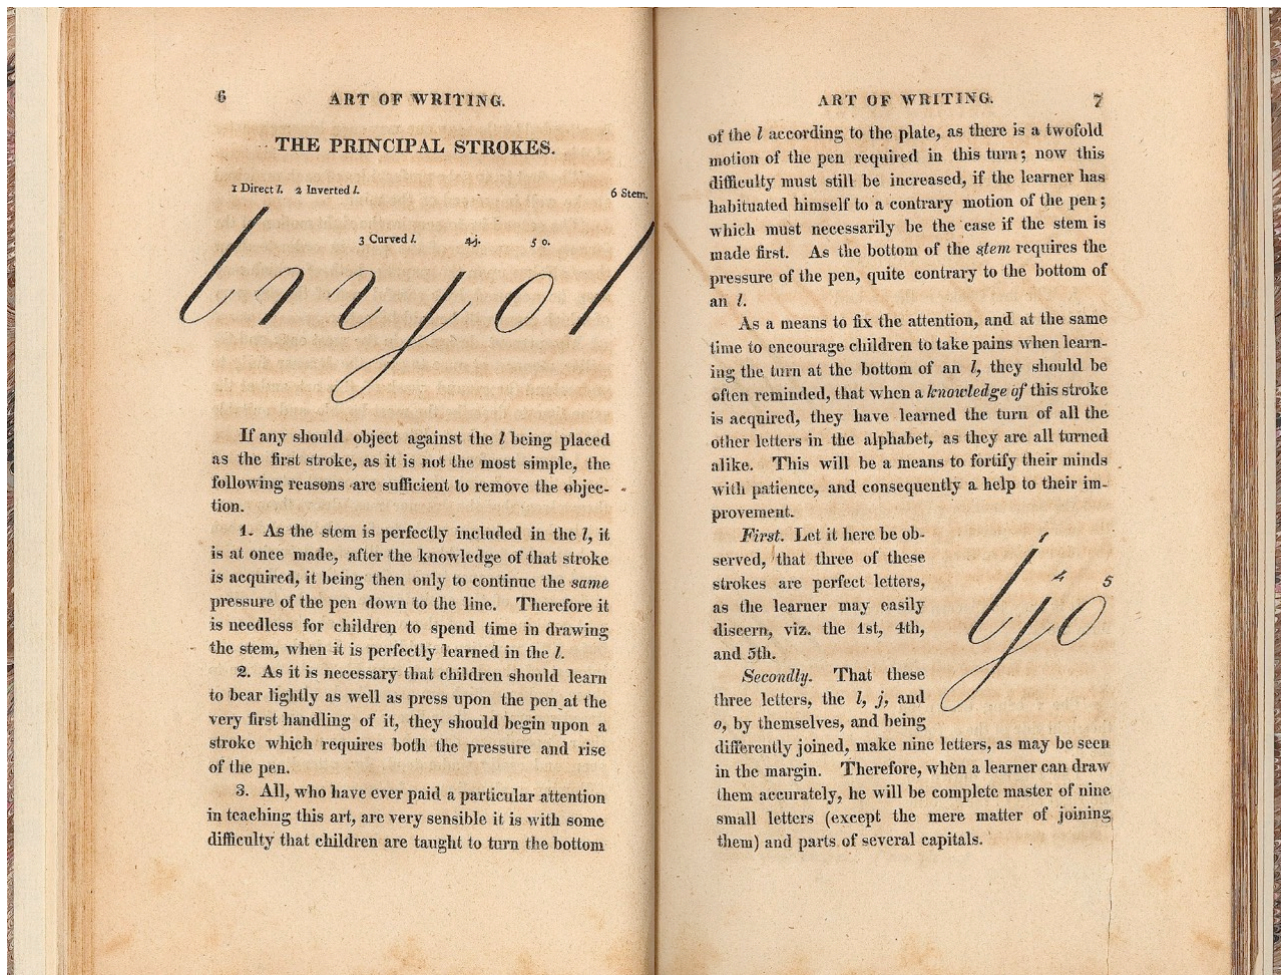 6 ART OF WRITING.
THE PRINCIPAL STROKES.
1 Direct l. 2 Inverted l. 6 Stem.
3 Curved l. 4 j. 5 o.
If any should object against the l being placed
as the first stroke, as it is not the most simple, the
following reasons are sufficient to remove the objec-
tion.
1. As the stem is perfectly included in the l, it
is at once made, after the knowledge of that stroke
is acquired, it being then only to continue the same
pressure of the pen down to the line. Therefore it
is needless for children to spend time in drawing
the stem, when it is perfectly learned in the l.
2. As it is necessary that children should learn
to bear lightly as well as press upon the pen at the
very first handling of it, they should begin upon a
stroke which requires both the pressure and rise
of the pen.
3. All, who have ever paid a particular attention
in teaching this art, are very sensible it is with some
difficulty that children are taught to turn the bottom
ART OF WRITING. 7
of the l according to the plate, as there is a twofold
motion of the pen required in this turn; now this
difficulty must still be increased, if the learner has
habituated himself to a contrary motion of the pen;
which must necessarily be the case if the stem is
made first. As the bottom of the stem requires the
pressure of the pen, quite contrary to the bottom of
an l.
As a means to fix the attention, and at the same
time to encourage children to take pains when learn-
ing the turn at the bottom of an l, they should be
often reminded, that when a knowledge of this stroke
is acquired, they have learned the turn of all the
other letters in the alphabet, as they are all turned
alike. This will be a means to fortify their minds
with patience, and consequently a help to their im-
provement.
First. Let it here be ob-
served, that three of these
strokes are perfect letters,
as the learner may easily
discern, viz. the 1st, 4th,
and 5th.
1 4 5
l j o
Secondly. That these
three letters, the l, j, and
o, by themselves, and being
differently joined, make nine letters, as may be seen
in the margin. Therefore, when a learner can draw
them accurately, he will be complete master of nine
small letters (except the mere matter of joining
them) and parts of several capitals.